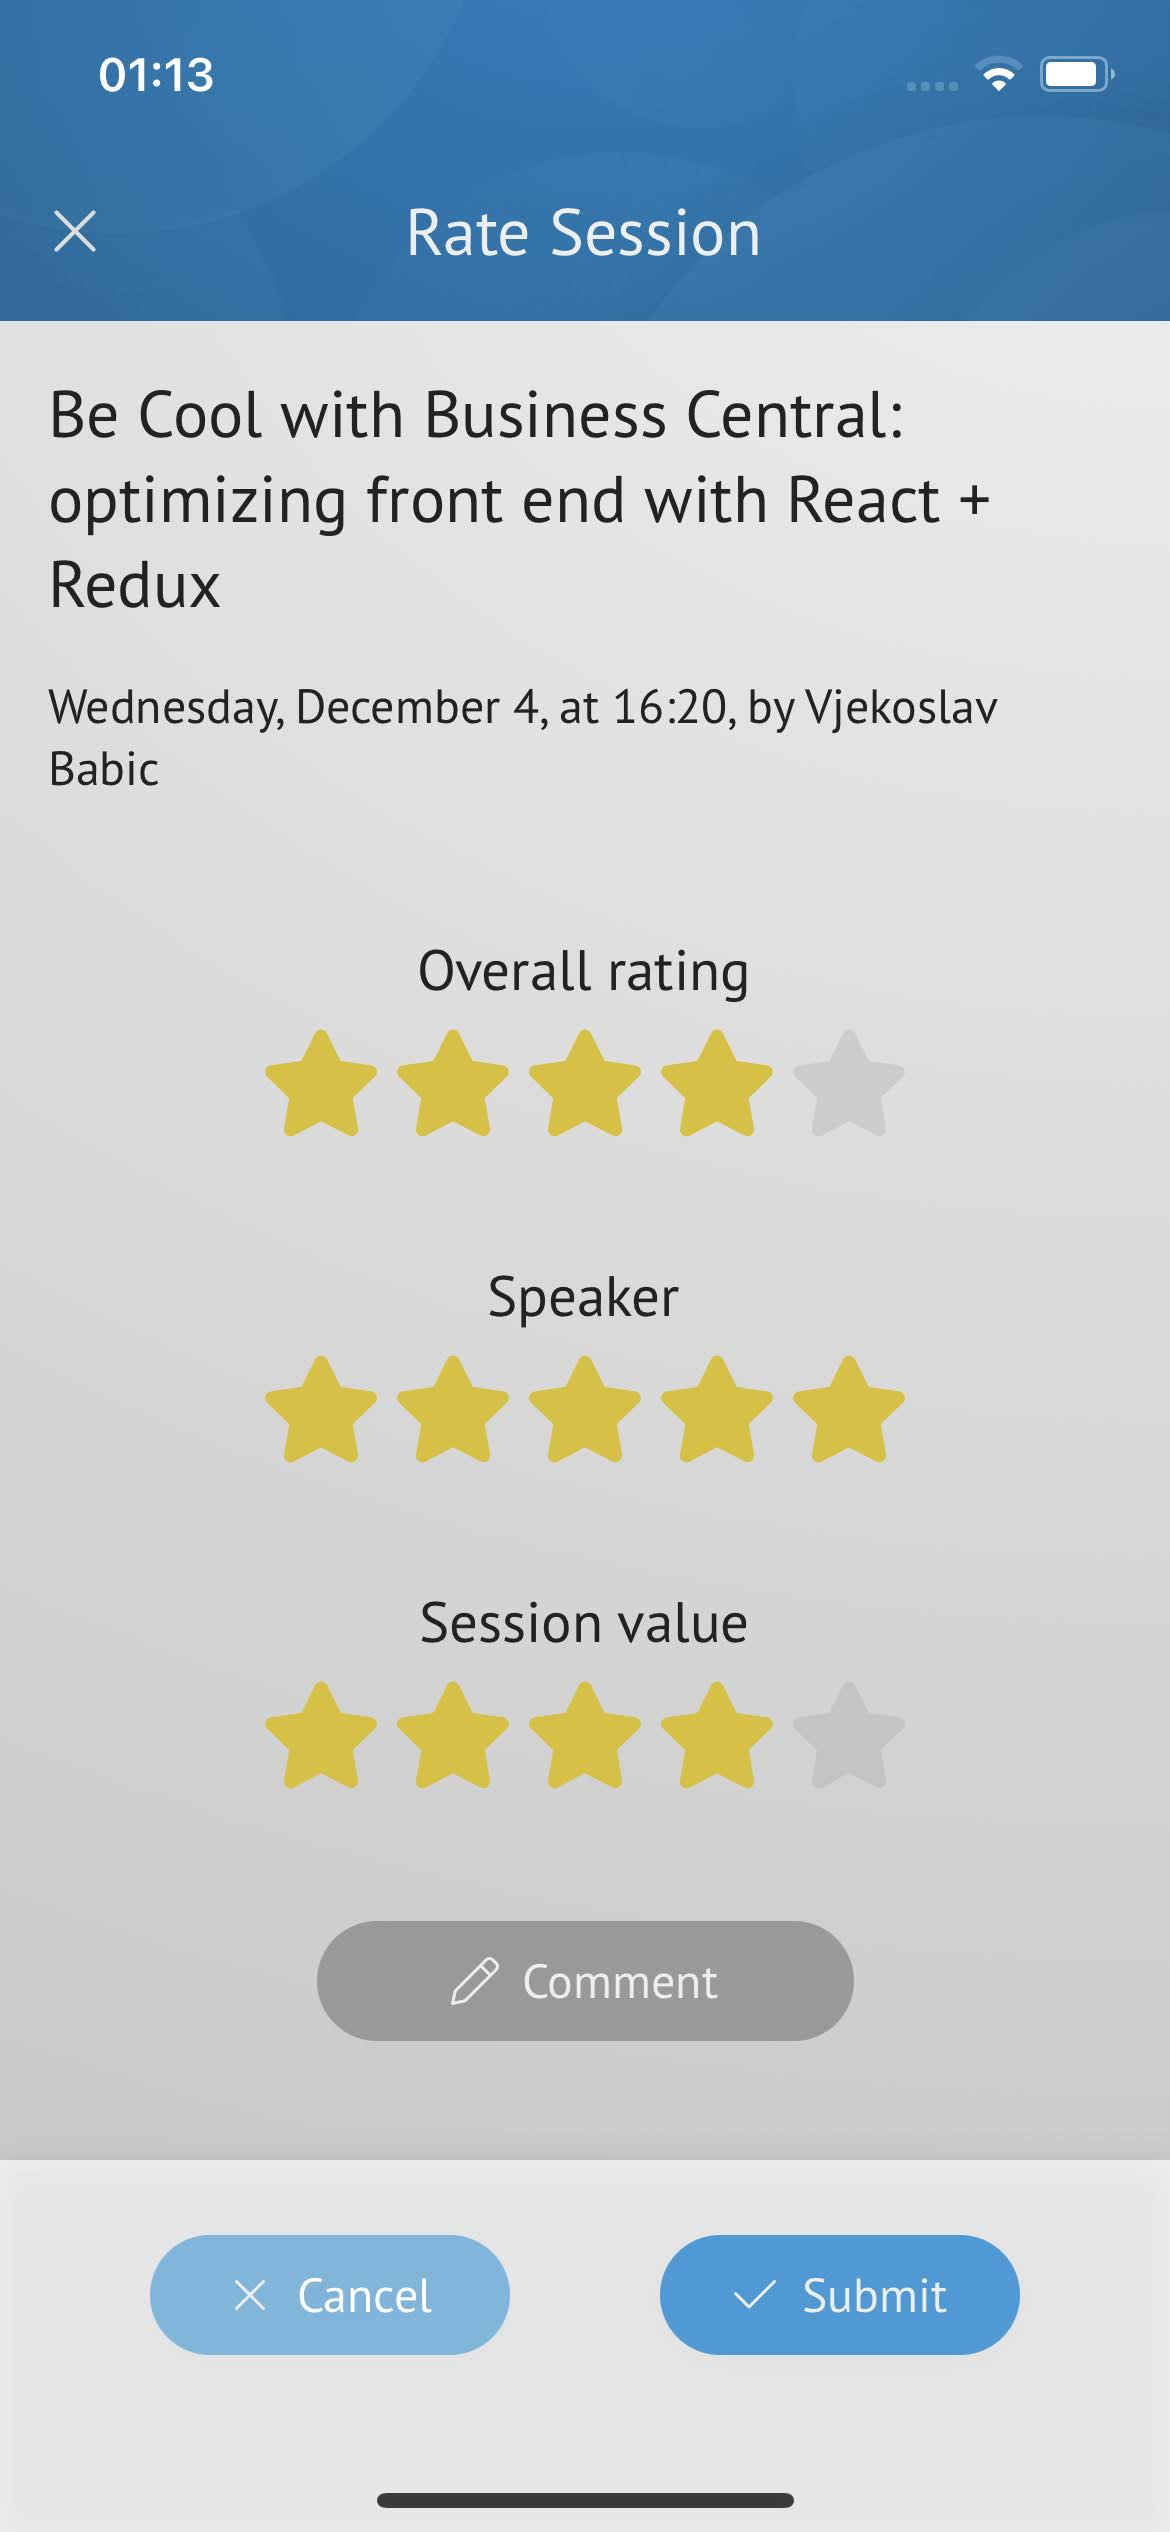 01:13
Rate Session
Be Cool with Business Central:
optimizing front end with React +
Redux
Wednesday, December 4, at 16:20, by Vjekoslav
Babic
Overall rating
Speaker
Session value
Comment
Cancel
Submit